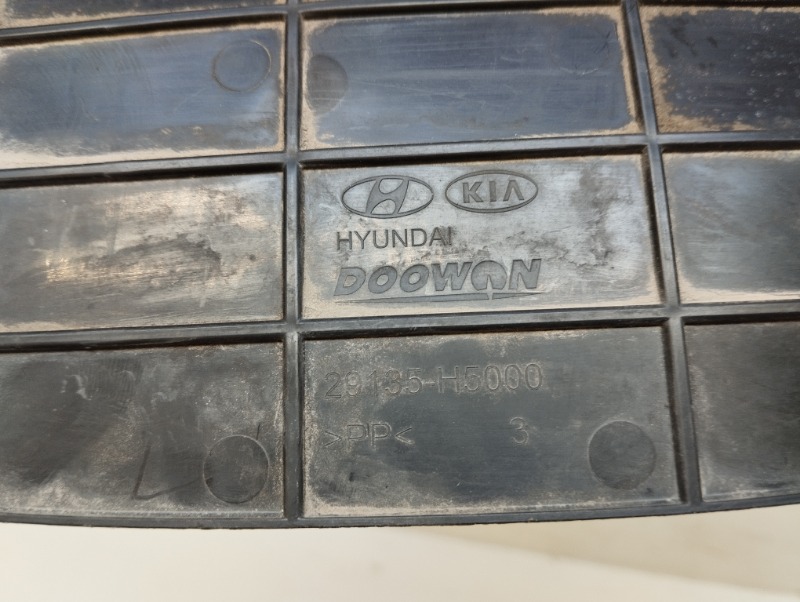 KIA
HYUNDAI
DOOWON
29135-H5000
>PP< 3